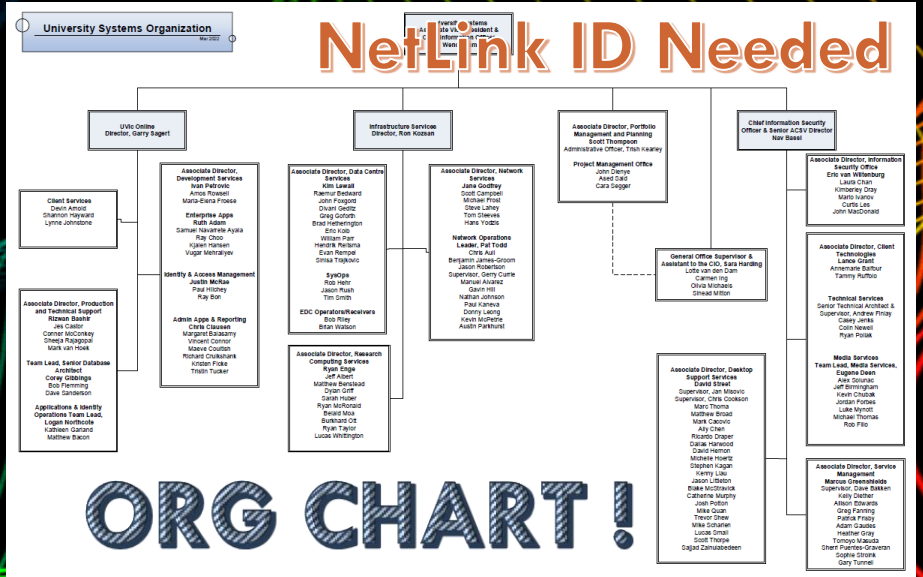 University Systems Organization
Mar 2022
NetLink ID Needed
UVic Online
Director, Garry Sagert
Infrastructure Services
Director, Ron Kozsan
Associate Director, Portfolio
Management and Planning
Scott Thompson
Administrative Officer, Trish Kearley
Project Management Office
John Dienye
Ased Said
Cara Segger
Chief Information Security
Officer & Senior ACSV Director
Nav Bassi
Client Services
Devin Arnold
Shannon Hayward
Lynne Johnstone
Associate Director,
Development Services
Ivan Petrovic
Amos Rowsell
Maria-Elena Froese
Enterprise Apps
Ruth Adam
Samuel Navarrete Ayala
Ray Choo
Kjalen Hansen
Vugar Mehraliyev
Identity & Access Management
Justin McRae
Paul Hilchey
Ray Bon
Admin Apps & Reporting
Chris Clausen
Margaret Balasamy
Vincent Connor
Maeve Couttish
Richard Cruikshank
Kristen Ficke
Tristin Tucker
Associate Director, Production
and Technical Support
Rizwan Bashir
Jes Castor
Conner McConkey
Sheeja Rajagopal
Mark van Hoek
Team Lead, Senior Database
Architect
Corey Gibbings
Bob Flemming
Dave Sanderson
Applications & Identity
Operations Team Lead,
Logan Northcote
Kathleen Garland
Matthew Bacon
Associate Director, Data Centre
Services
Kim Lewall
Raemur Bedward
John Foxgord
Divani Geditz
Greg Goforth
Brad Hetherington
Eric Kolb
William Parr
Hendrik Reitsma
Evan Rempel
Sinisa Trajkovic
SysOps
Rob Hehr
Jason Rush
Tim Smith
EDC Operators/Receivers
Bob Riley
Brian Watson
Associate Director, Research
Computing Services
Ryan Enge
Jeff Albert
Matthew Benstead
Dylan Griff
Sarah Huber
Ryan McRonald
Belaid Moa
Burkhard Ott
Ryan Taylor
Lucas Whittington
Associate Director, Network
Services
Jane Godfrey
Scott Campbell
Michael Frost
Steve Lahey
Tom Steeves
Hans Yodzis
Network Operations
Leader, Pat Todd
Chris Aull
Benjamin James-Groom
Jason Robertson
Supervisor, Gerry Currie
Manuel Alvarez
Gavin Hill
Nathan Johnson
Paul Kaneva
Donny Leong
Kevin McPetrie
Austin Parkhurst
General Office Supervisor &
Assistant to the CIO, Sara Harding
Lotte van den Dam
Carmen Ing
Olivia Michaels
Sinead Mitton
Associate Director, Desktop
Support Services
David Street
Supervisor, Jan Misovic
Supervisor, Chris Cookson
Marc Thoma
Matthew Broad
Mark Casovic
Ally Chen
Ricardo Draper
Dallas Harwood
David Hemon
Michelle Hoertz
Stephen Kagan
Kenny Liau
Jason Littleton
Blake McStravick
Catherine Murphy
Josh Potton
Mike Quan
Trevor Shew
Mike Scharlen
Lucas Small
Scott Thorpe
Sajjad Zainulabedeen
Associate Director, Information
Security Office
Eric van Wiltenburg
Laura Chan
Kimberley Dray
Mario Ivanov
Curtis Les
John MacDonald
Associate Director, Client
Technologies
Lance Grant
Annemarie Balfour
Tammy Ruffolo
Technical Services
Senior Technical Architect &
Supervisor, Andrew Finlay
Casey Jenks
Colin Newell
Ryan Pollak
Media Services
Team Lead, Media Services,
Eugene Deen
Alex Solunac
Jeff Birmingham
Kevin Chubak
Jordan Forbes
Luke Mynott
Michael Thomas
Rob Fillo
Associate Director, Service
Management
Marcus Greenshields
Supervisor, Dave Bakken
Kelly Diether
Allison Edwards
Greg Fanning
Patrick Frisby
Adam Gaudes
Heather Gray
Tomoyo Masuda
Sherri Puentes-Graveran
Sophie Stroink
Gary Tunnell
ORG CHART !